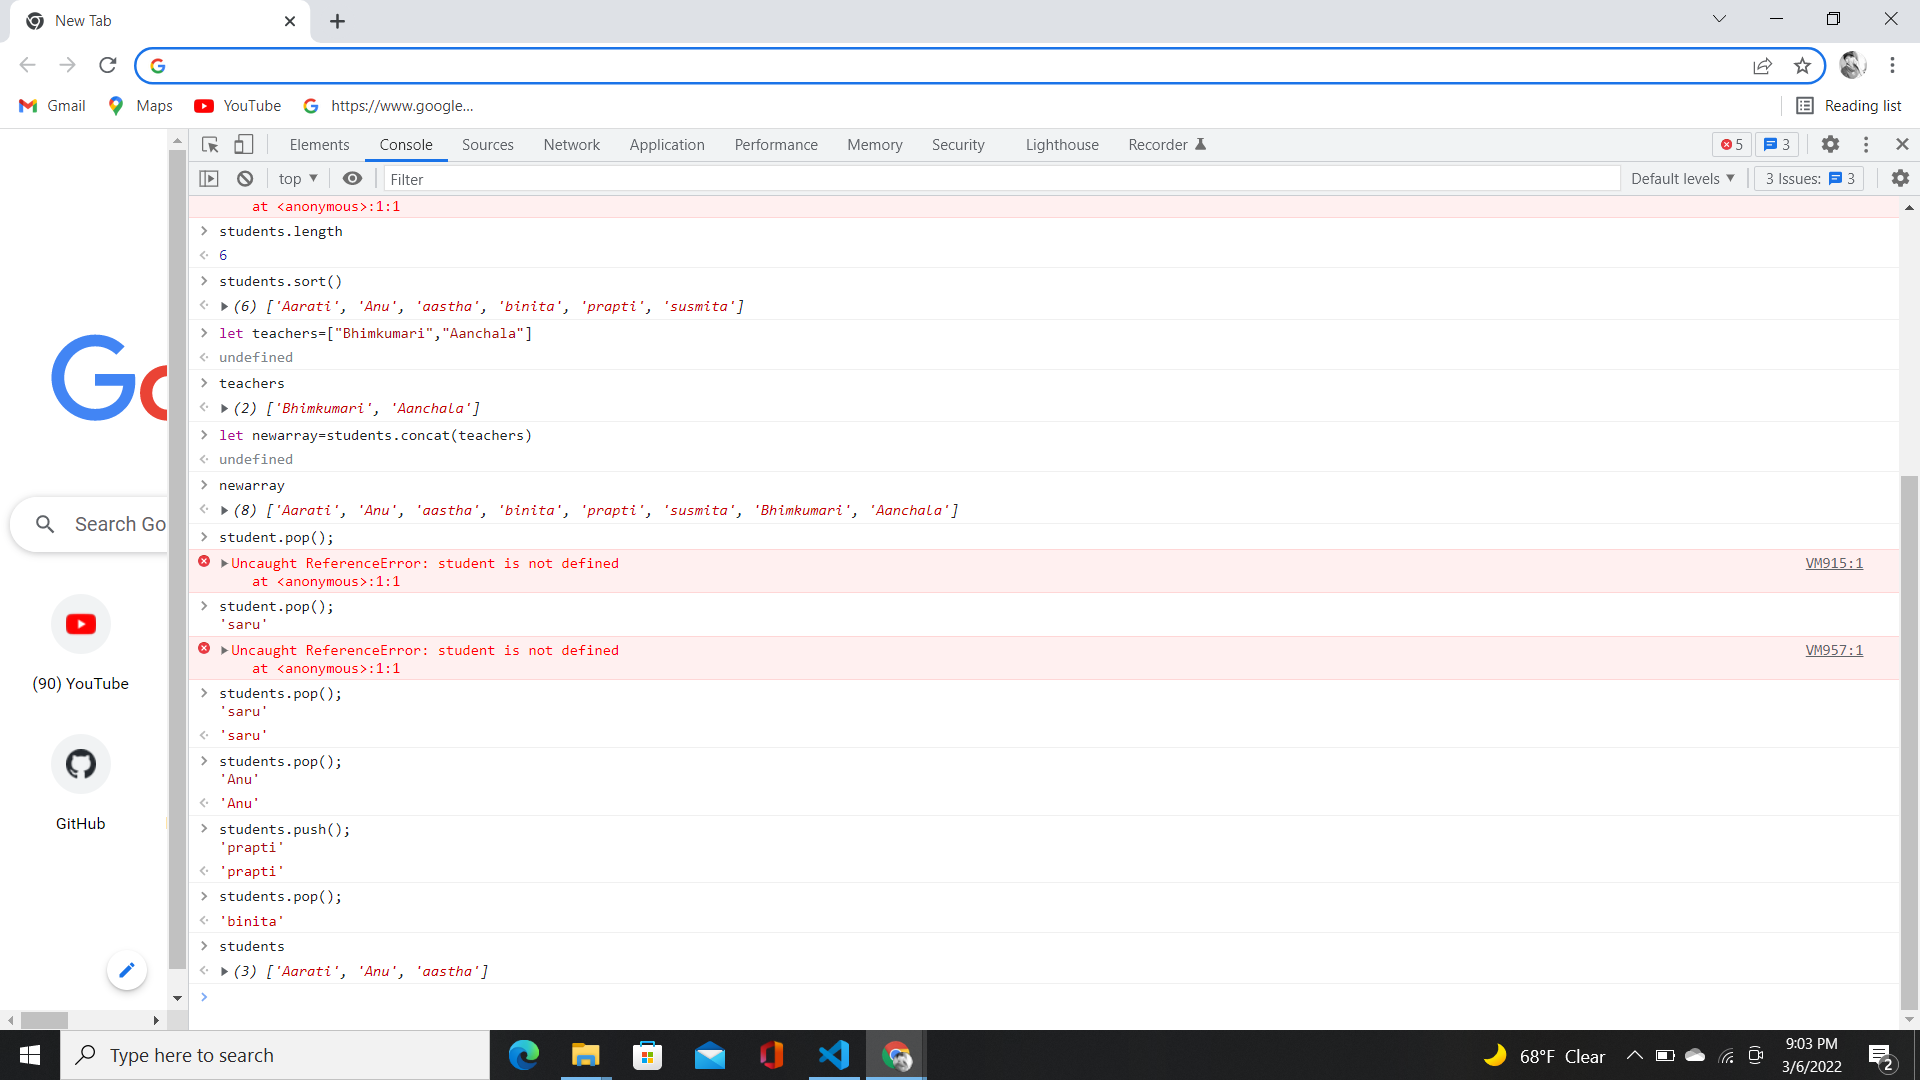 New Tab
Gmail
Maps
YouTube
https://www.google...
Reading list
Elements
Console
Sources
Network
Application
Performance
Memory
Security
Lighthouse
Recorder
5
3
top
Filter
Default levels
3 Issues:
3
at <anonymous>:1:1
students.length
6
students.sort()
(6) ['Aarati', 'Anu', 'aastha', 'binita', 'prapti', 'susmita']
let teachers=["Bhimkumari","Aanchala"]
undefined
teachers
(2) ['Bhimkumari', 'Aanchala']
let newarray=students.concat(teachers)
undefined
newarray
(8) ['Aarati', 'Anu', 'aastha', 'binita', 'prapti', 'susmita', 'Bhimkumari', 'Aanchala']
student.pop();
Uncaught ReferenceError: student is not defined
VM915:1
at <anonymous>:1:1
student.pop();
'saru'
Uncaught ReferenceError: student is not defined
VM957:1
at <anonymous>:1:1
students.pop();
'saru'
'saru'
students.pop();
'Anu'
'Anu'
students.push();
'prapti'
'prapti'
students.pop();
'binita'
students
(3) ['Aarati', 'Anu', 'aastha']
Go
Search Go
(90) YouTube
GitHub
Type here to search
68°F Clear
9:03 PM
3/6/2022
2